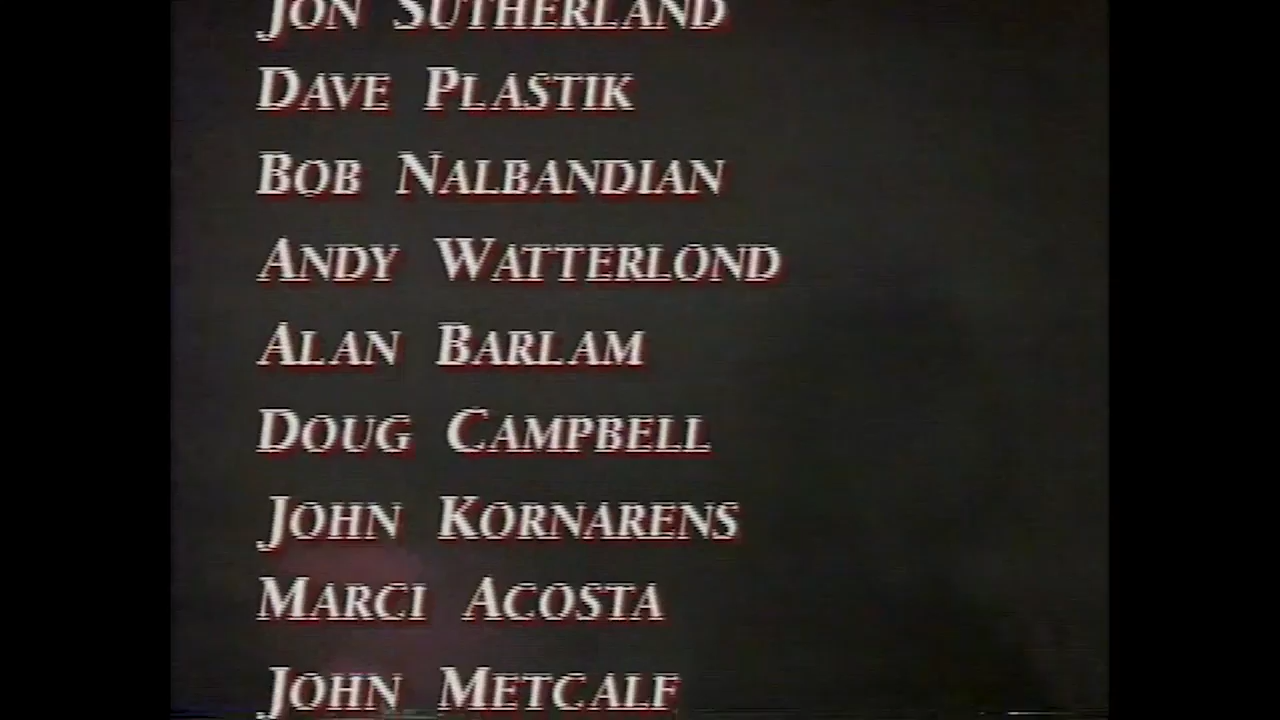 JON SUTHERLAND
DAVE PLASTIK
BOB NALBANDIAN
ANDY WATTERLOND
ALAN BARLAM
DOUG CAMPBELL
JOHN KORNARENS
MARCI ACOSTA
JOHN METCALF